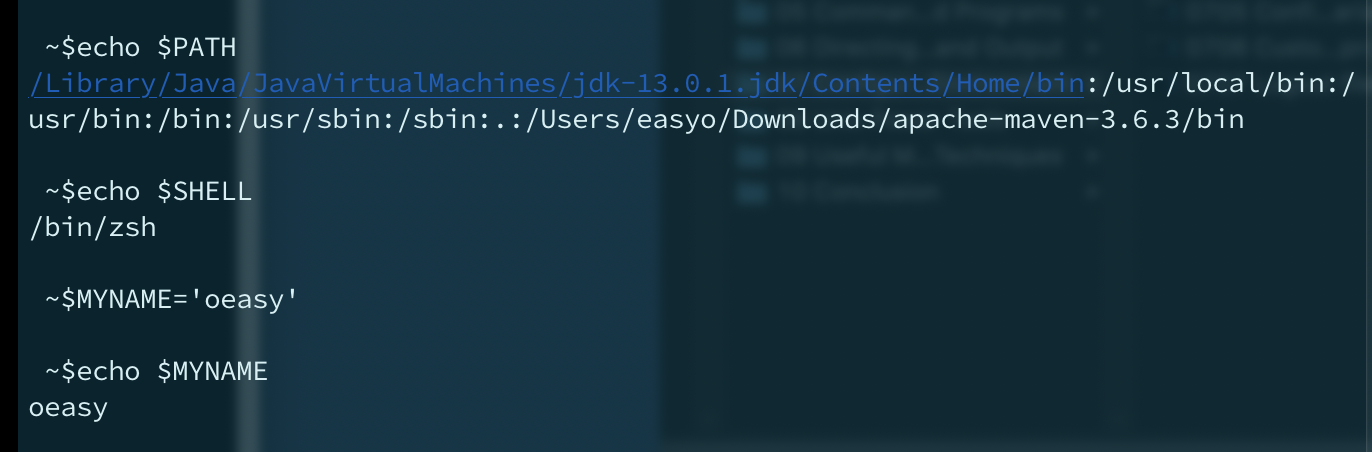 ~$echo $PATH
/Library/Java/JavaVirtualMachines/jdk-13.0.1.jdk/Contents/Home/bin:/usr/local/bin:/
usr/bin:/bin:/usr/sbin:/sbin:.:/Users/easyo/Downloads/apache-maven-3.6.3/bin
~$echo $SHELL
/bin/zsh
~$MYNAME='oeasy'
~$echo $MYNAME
oeasy